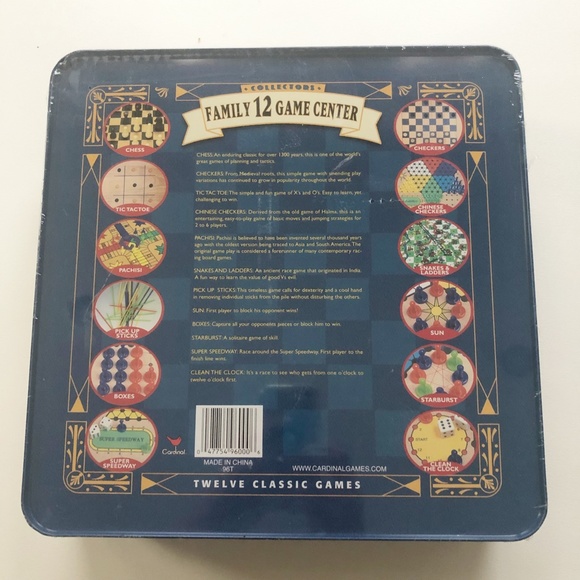 COLLECTORS
FAMILY 12 GAME CENTER
CHESS
TIC TACTOE
PACHISI
PICK UP
STICKS
BOXES
SUPER
SPEEDWAY
CHESS: An enduring classic for over 1300 years, this is one of the world's
great games of planning and tactics.
CHECKERS: From Medieval roots, this simple game with unending play
variations has continued to grow in popularity throughout the world.
TIC TAC TOE: The simple and fun game of X's and O's. Easy to learn, yet
challenging to win.
CHINESE CHECKERS: Derived from the old game of Halma, this is an
entertaining, easy-to-play game of basic moves and jumping strategies for
2 to 6 players.
PACHISI: Pachisi is believed to have been invented several thousand years
ago with the oldest version being traced to Asia and South America. The
original game play is considered a forerunner of many contemporary rac-
ing board games.
SNAKES AND LADDERS: An ancient race game that originated in India.
A fun way to learn the value of good Vs evil.
PICK UP STICKS: This timeless game calls for dexterity and a cool hand
in removing individual sticks from the pile without disturbing the others.
SUN: First player to block his opponent wins!
BOXES: Capture all your opponents pieces or block him to win.
STARBURST: A solitaire game of skill.
SUPER SPEEDWAY: Race around the Super Speedway. First player to the
finish line wins.
CLEAN THE CLOCK: It's a race to see who gets from one o'clock to
twelve o'clock first.
CHECKERS
CHINESE
CHECKERS
SNAKES &
LADDERS
SUN
STARBURST
CLEAN
THE CLOCK
SUPER SPEEDWAY
START
Cardinal
0 47754 96000 6
MADE IN CHINA
96T
WWW.CARDINALGAMES.COM
TWELVE CLASSIC GAMES